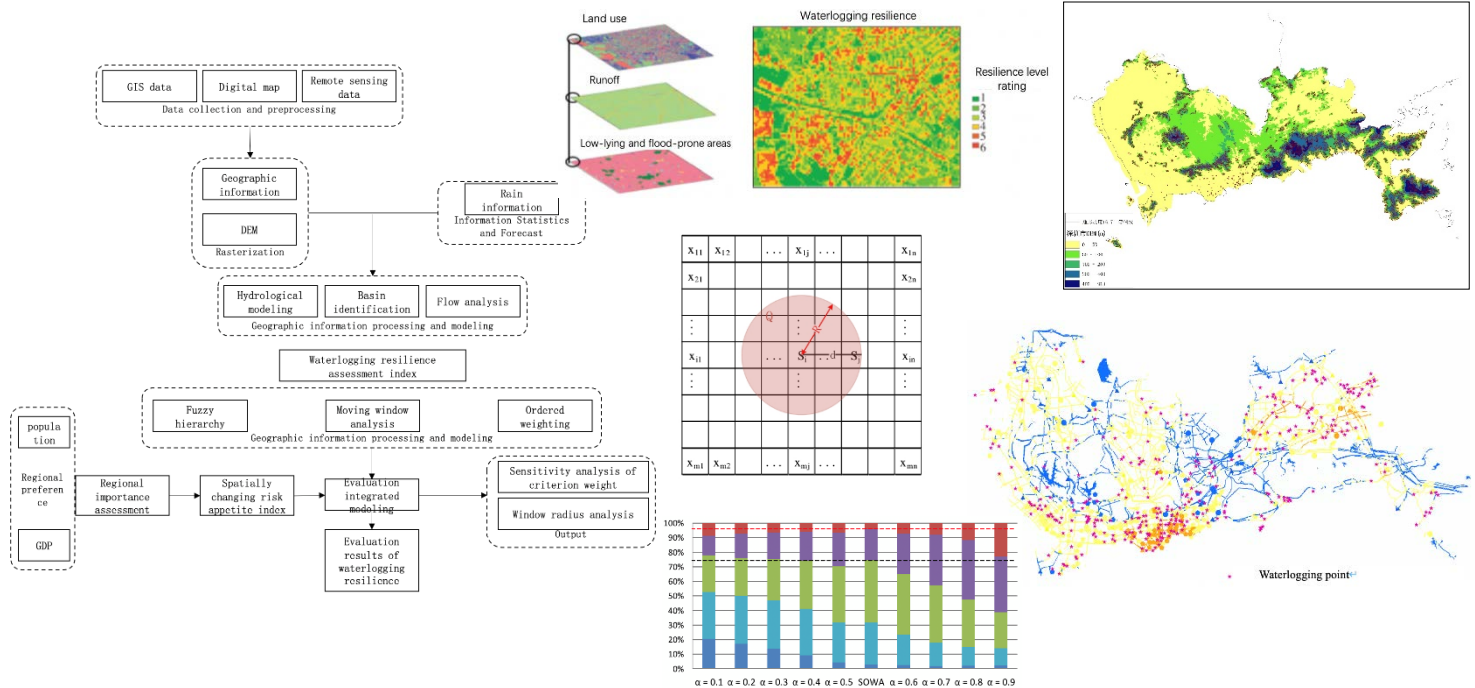 GIS data
Digital map
Remote sensing
data
Data collection and preprocessing
Geographic
information
DEM
Rasterization
Rain
information
Information Statistics
and Forecast
Hydrological
modeling
Basin
identification
Flow analysis
Geographic information processing and modeling
Waterlogging resilience
assessment index
Fuzzy
hierarchy
Moving window
analysis
Ordered
weighting
Geographic information processing and modeling
popula
tion
Regional
prefere
nce
GDP
Regional
importance
assessment
Spatially
changing risk
appetite index
Evaluation
integrated
modeling
Evaluation
results of
waterlogging
resilience
Sensitivity analysis of
criterion weight
Window radius analysis
Output
Land use
Runoff
Low-lying and flood-prone areas
Waterlogging resilience
Resilience level
rating
1
2
3
4
5
6
x11 x12 ... x1j ... x1n
x21 x2n
Q
R
xi1 ... Si ... d Sj xin
xm1 xm2 ... xmj ... xmn
100%
90%
80%
70%
60%
50%
40%
30%
20%
10%
0%
α = 0.1 α = 0.2 α = 0.3 α = 0.4 α = 0.5 SOWA α = 0.6 α = 0.7 α = 0.8 α = 0.9
Waterlogging point↵